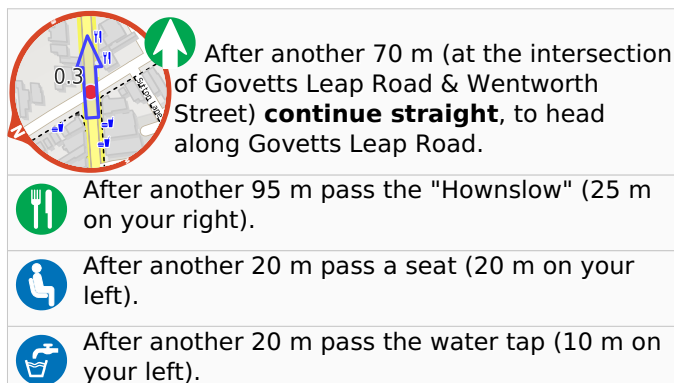 0.3
Sutton Lane
N
After another 70 m (at the intersection
of Govetts Leap Road & Wentworth
Street) continue straight, to head
along Govetts Leap Road.
After another 95 m pass the "Hownslow" (25 m
on your right).
After another 20 m pass a seat (20 m on your
left).
After another 20 m pass the water tap (10 m on
your left).